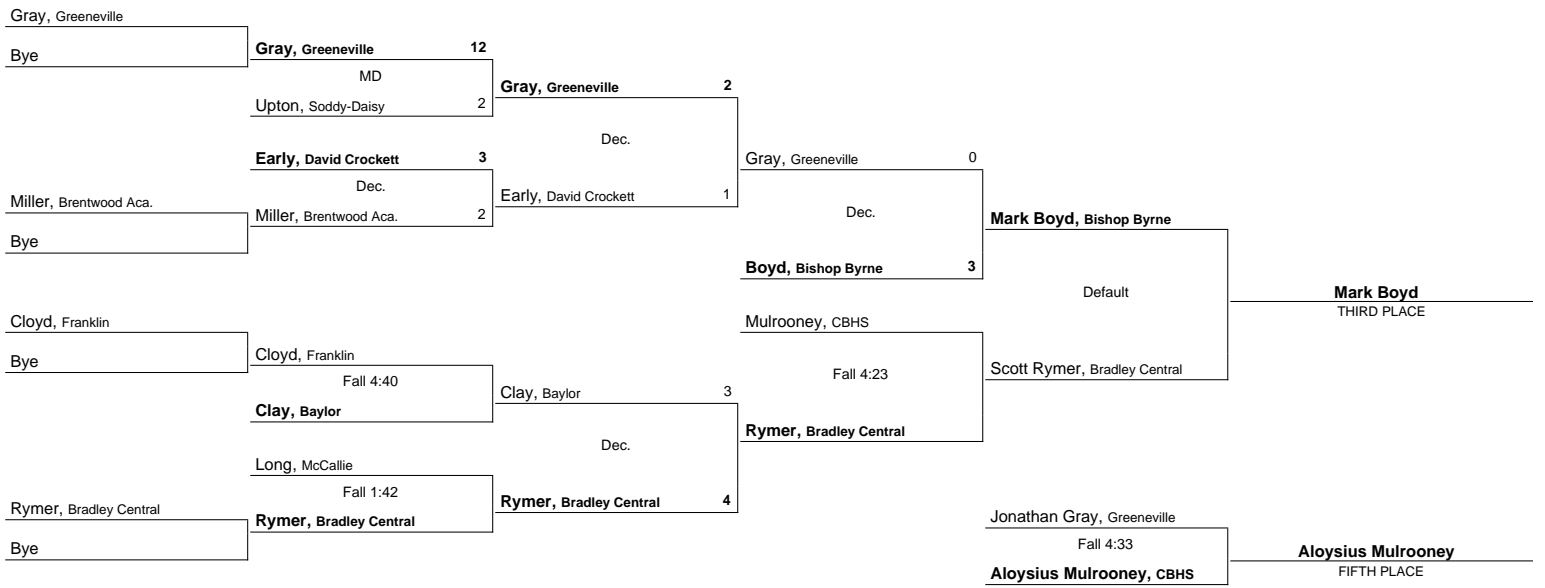 Gray, Greeneville
Bye
Gray, Greeneville 12
MD
Upton, Soddy-Daisy 2
Gray, Greeneville 2
Dec.
Early, David Crockett 3
Dec.
Miller, Brentwood Aca. 2
Early, David Crockett 1
Miller, Brentwood Aca.
Bye
Gray, Greeneville 0
Dec.
Boyd, Bishop Byrne 3
Mark Boyd, Bishop Byrne
Default
Mark Boyd
THIRD PLACE
Cloyd, Franklin
Bye
Cloyd, Franklin
Fall 4:40
Clay, Baylor
Clay, Baylor 3
Dec.
Mulrooney, CBHS
Fall 4:23
Rymer, Bradley Central
Scott Rymer, Bradley Central
Long, McCallie
Fall 1:42
Rymer, Bradley Central
Rymer, Bradley Central 4
Rymer, Bradley Central
Bye
Jonathan Gray, Greeneville
Fall 4:33
Aloysius Mulrooney, CBHS
Aloysius Mulrooney
FIFTH PLACE